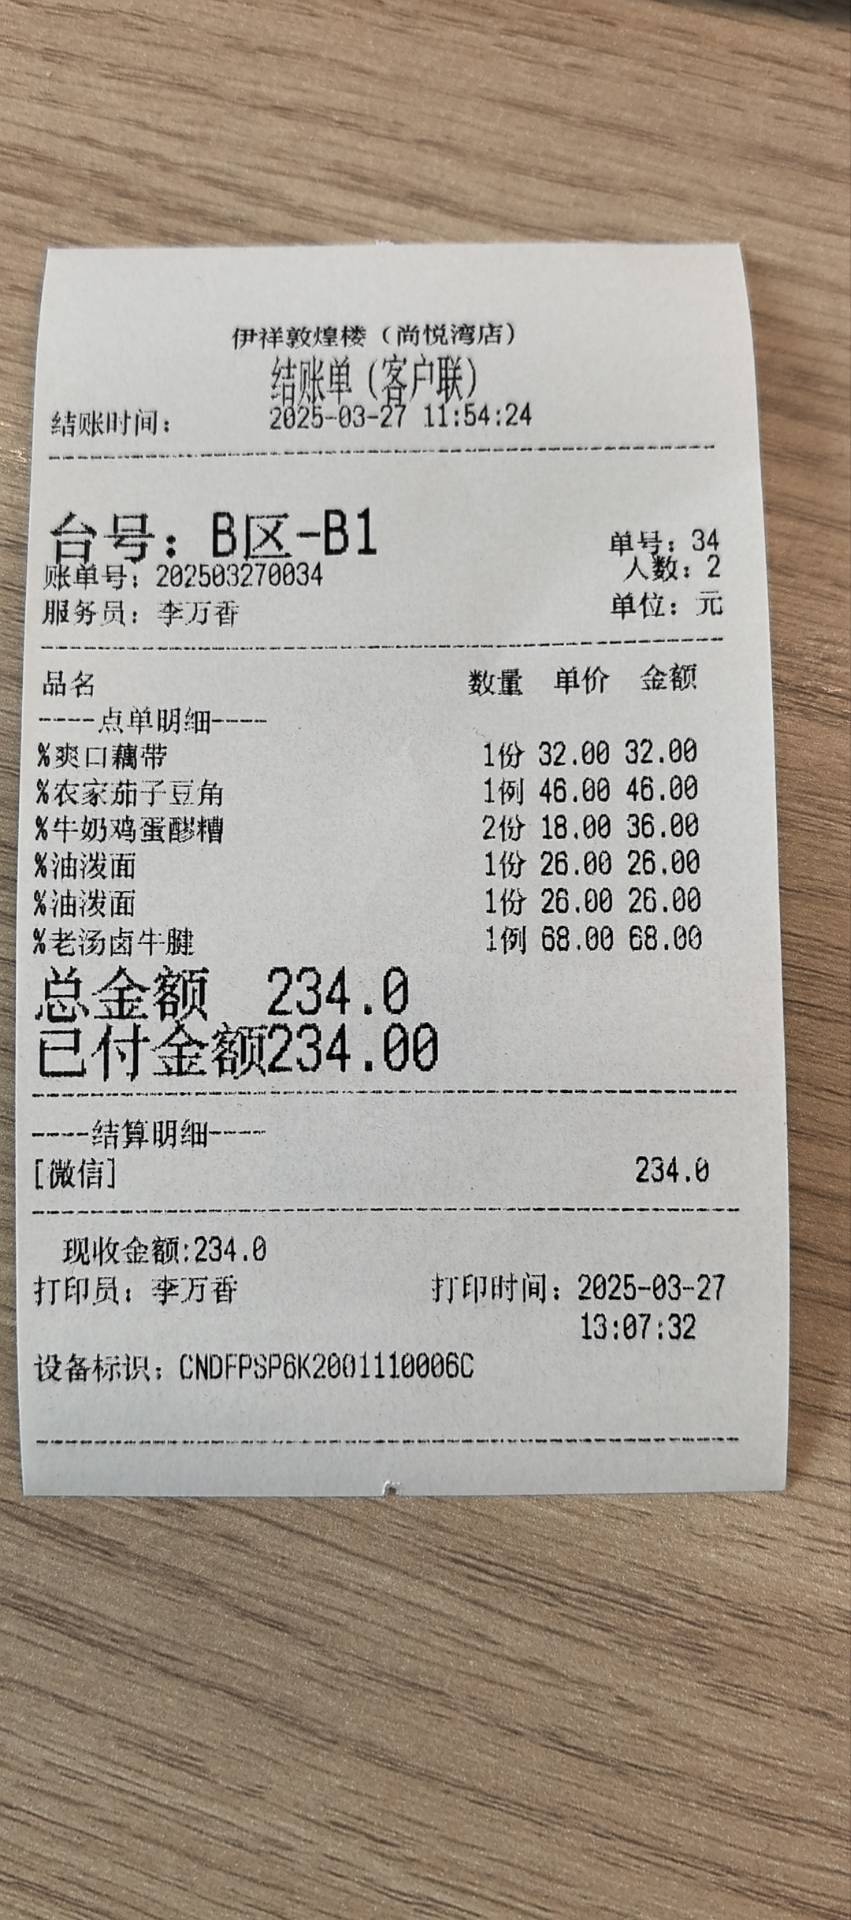 伊祥敦煌楼（尚悦湾店）
结账单（客户联）
结账时间： 2025-03-27 11:54:24
台号：B区-B1 单号：34
账单号：202503270034 人数：2
服务员：李万香 单位：元
品名 数量 单价 金额
----点单明细----
%爽口藕带 1份 32.00 32.00
%农家茄子豆角 1例 46.00 46.00
%牛奶鸡蛋醪糟 2份 18.00 36.00
%油泼面 1份 26.00 26.00
%油泼面 1份 26.00 26.00
%老汤卤牛腱 1例 68.00 68.00
总金额 234.0
已付金额234.00
----结算明细----
[微信] 234.0
现收金额:234.0
打印员：李万香 打印时间：2025-03-27
13:07:32
设备标识：CNDFPSP6K2001110006C